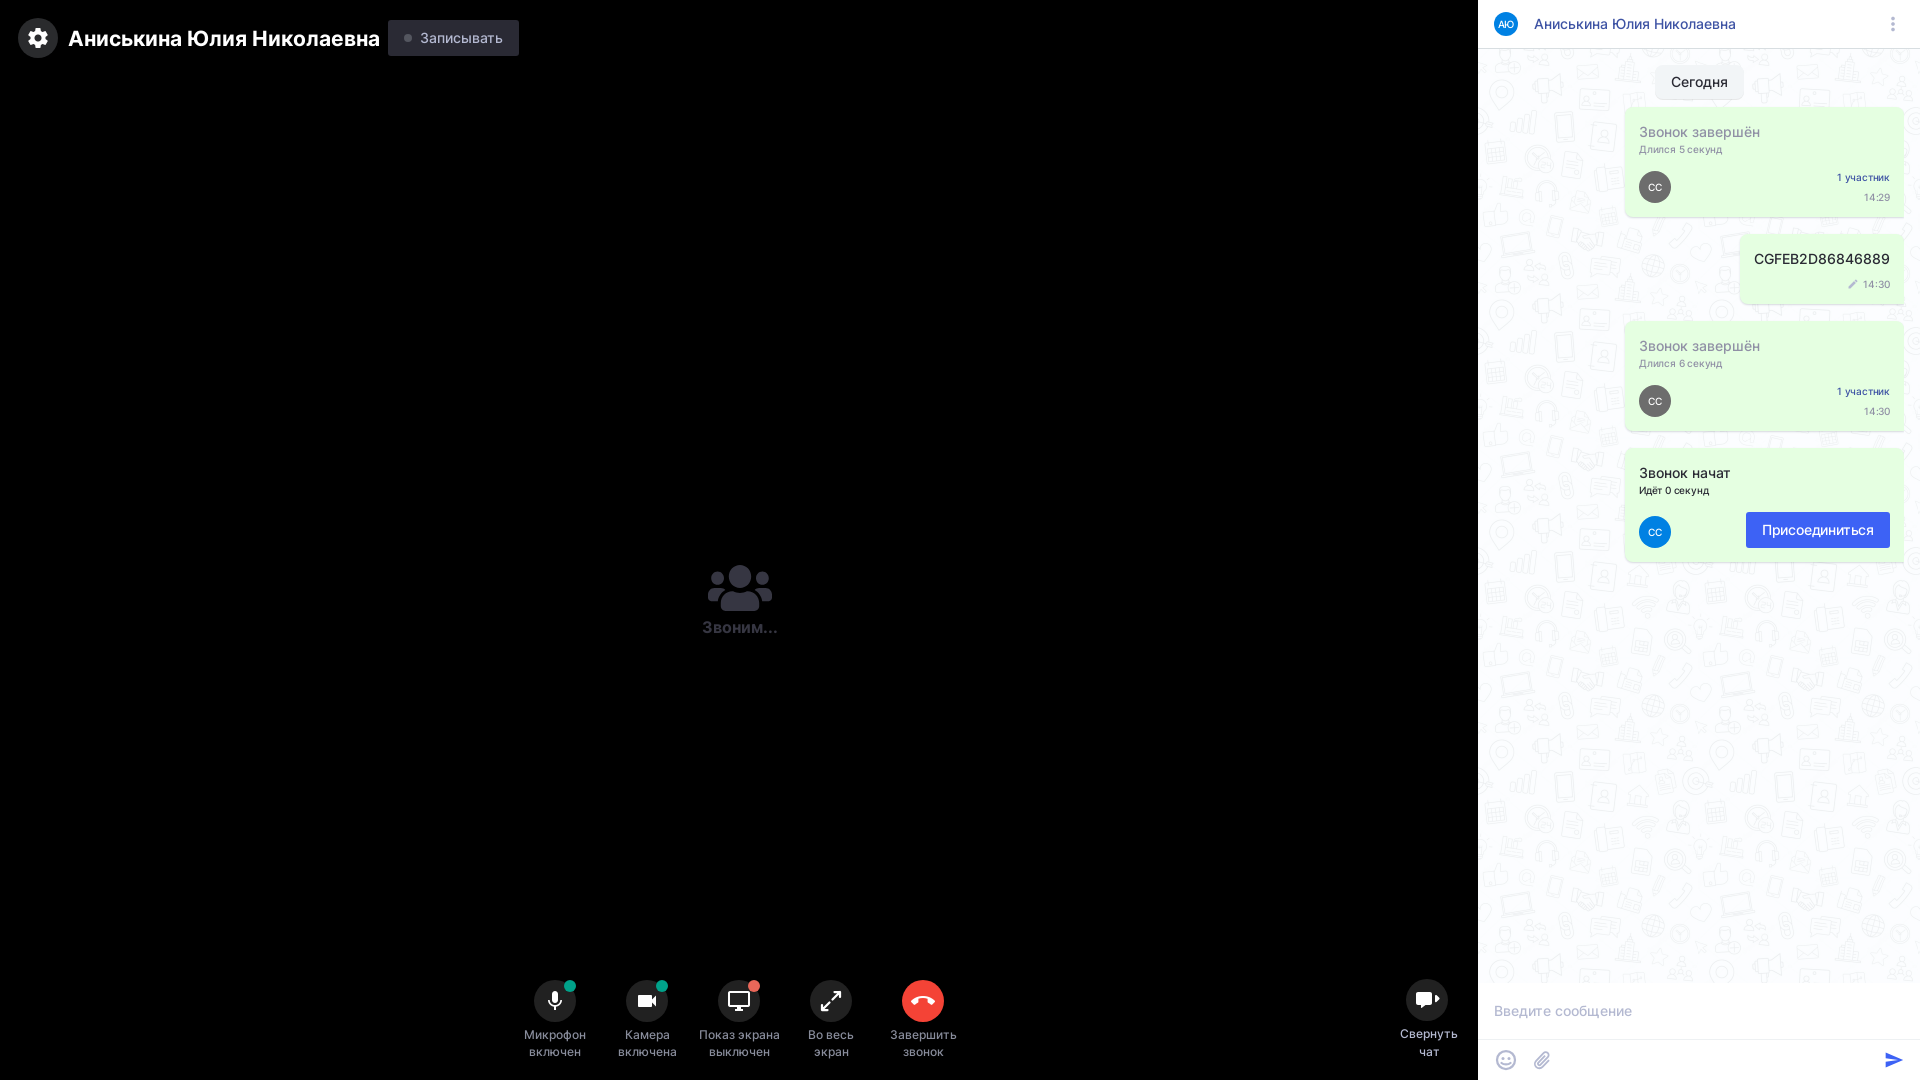 Аниськина Юлия Николаевна
Записывать
Звоним...
Микрофон
включен
Камера
включена
Показ экрана
выключен
Во весь
экран
Завершить
звонок
Свернуть
чат
АЮ
Аниськина Юлия Николаевна
Сегодня
Звонок завершён
Длился 5 секунд
СС
1 участник
14:29
CGFEB2D86846889
14:30
Звонок завершён
Длился 6 секунд
СС
1 участник
14:30
Звонок начат
Идёт 0 секунд
СС
Присоединиться
Введите сообщение